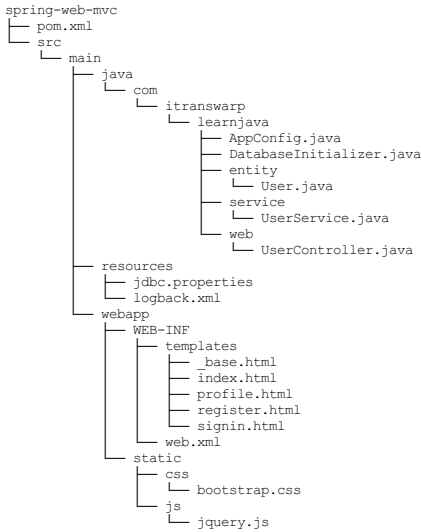 spring-web-mvc
├── pom.xml
└── src
    └── main
        ├── java
        │   └── com
        │       └── itranswarp
        │           └── learnjava
        │               ├── AppConfig.java
        │               ├── DatabaseInitializer.java
        │               ├── entity
        │               │   └── User.java
        │               ├── service
        │               │   └── UserService.java
        │               └── web
        │                   └── UserController.java
        ├── resources
        │   ├── jdbc.properties
        │   └── logback.xml
        └── webapp
            ├── WEB-INF
            │   ├── templates
            │   │   ├── _base.html
            │   │   ├── index.html
            │   │   ├── profile.html
            │   │   ├── register.html
            │   │   └── signin.html
            │   └── web.xml
            └── static
                ├── css
                │   └── bootstrap.css
                └── js
                    └── jquery.js